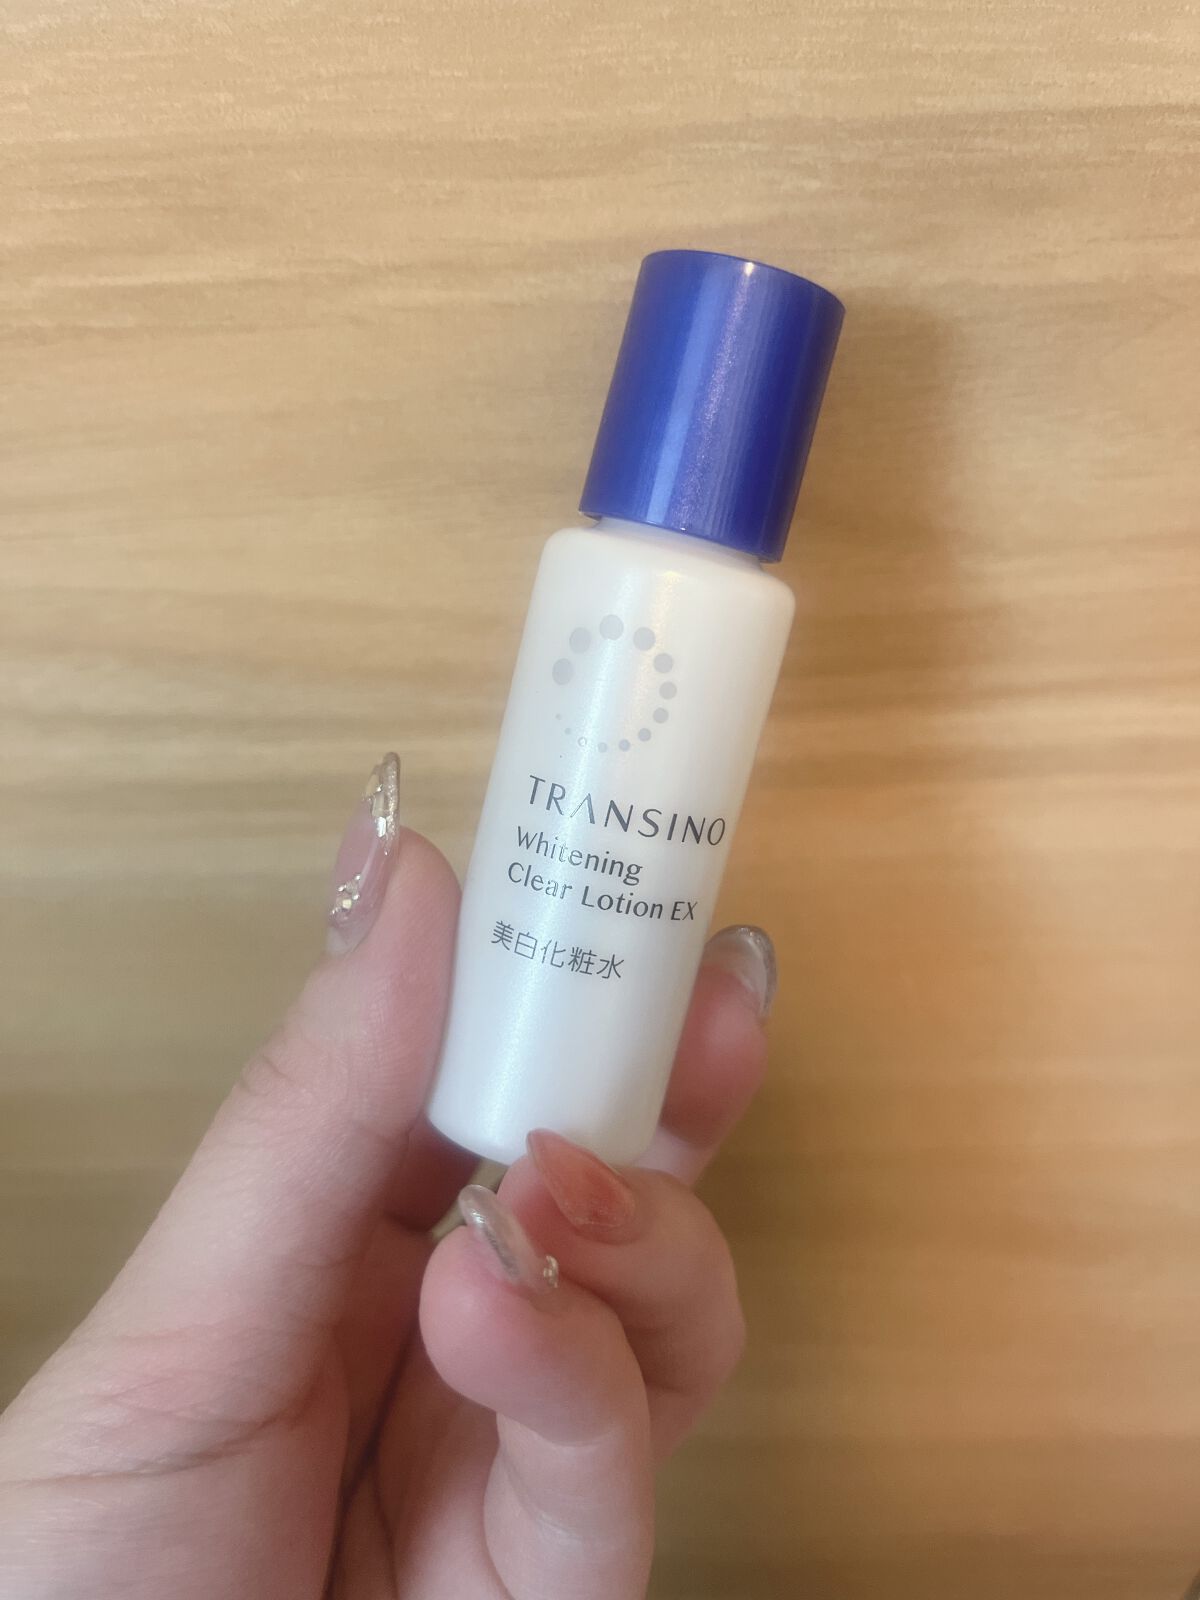 TRANSINO
Whitening
Clear Lotion EX
美白化粧水